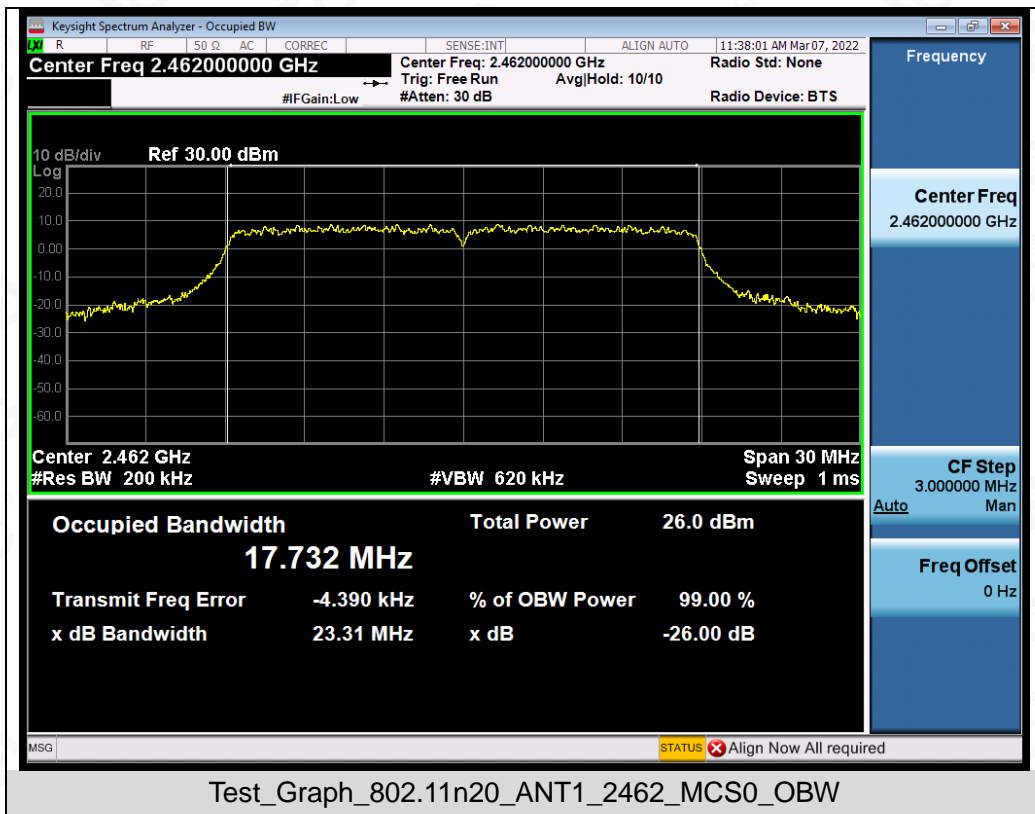 Keysight Spectrum Analyzer - Occupied BW
LXI R RF 50 Ω AC CORREC SENSE:INT ALIGN AUTO 11:38:01 AM Mar 07, 2022
Center Freq 2.462000000 GHz
Center Freq: 2.462000000 GHz
Radio Std: None
Trig: Free Run Avg|Hold: 10/10
#IFGain:Low #Atten: 30 dB
Radio Device: BTS
Frequency
10 dB/div Ref 30.00 dBm
Log
20.0
10.0
0.00
-10.0
-20.0
-30.0
-40.0
-50.0
-60.0
Center 2.462 GHz Span 30 MHz
#Res BW 200 kHz #VBW 620 kHz Sweep 1 ms
Center Freq
2.462000000 GHz
CF Step
3.000000 MHz
Auto Man
Freq Offset
0 Hz
Occupied Bandwidth Total Power 26.0 dBm
17.732 MHz
Transmit Freq Error -4.390 kHz % of OBW Power 99.00 %
x dB Bandwidth 23.31 MHz x dB -26.00 dB
MSG STATUS Align Now All required
Test_Graph_802.11n20_ANT1_2462_MCS0_OBW